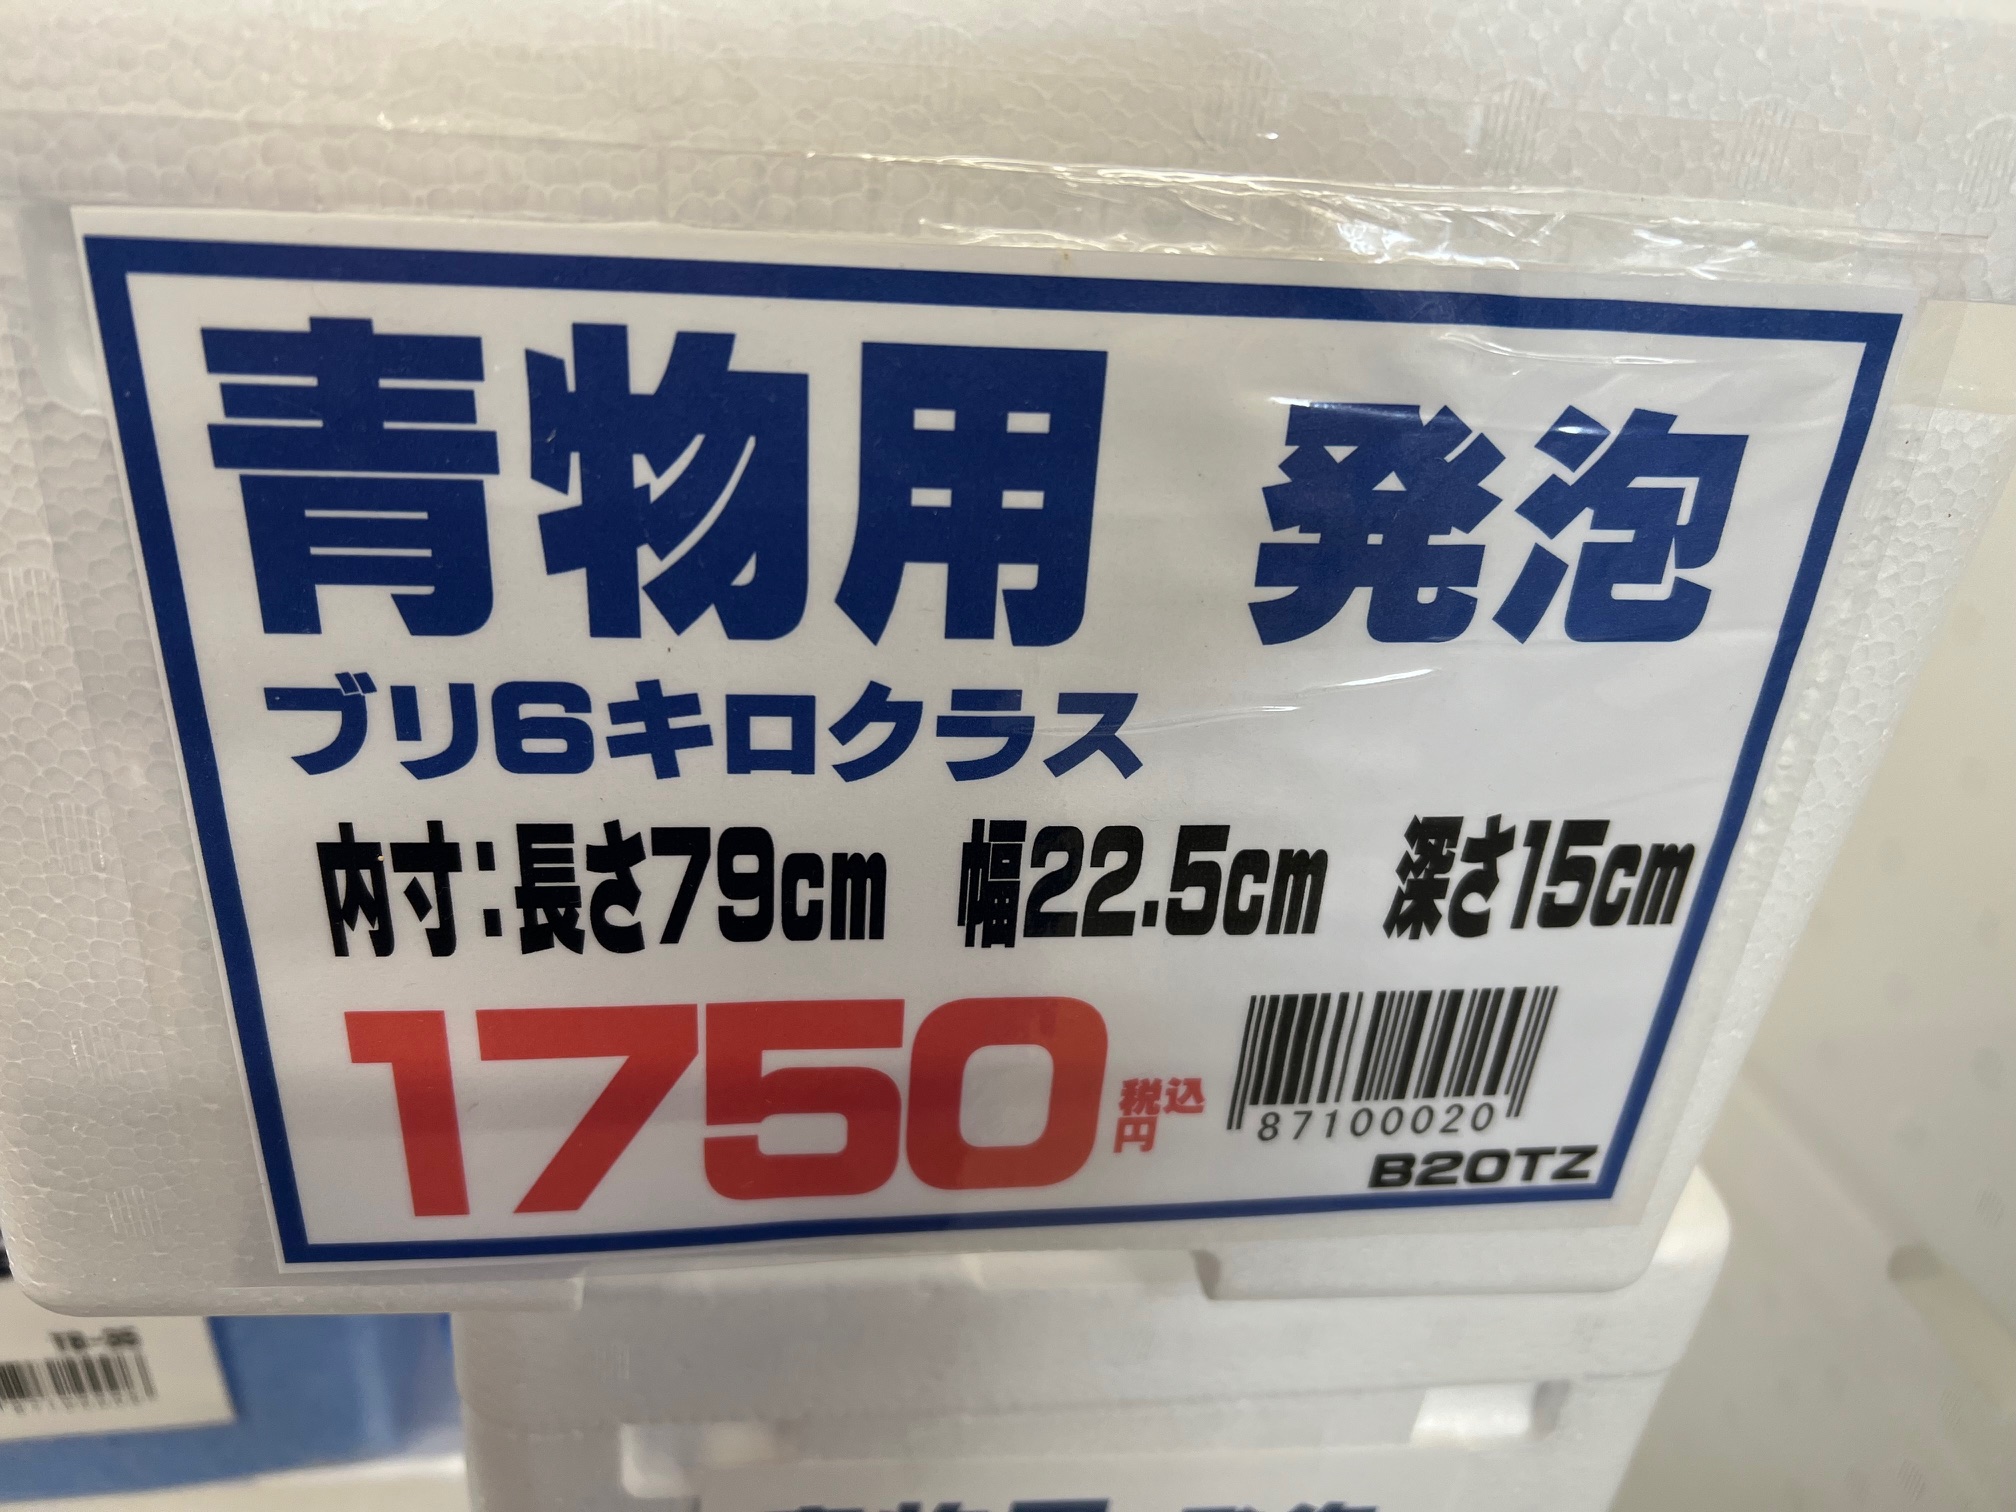 青物用 発泡
ブリ6キロクラス
内寸:長さ79cm 幅22.5cm 深さ15cm
1750 税込円
87100020
B20TZ